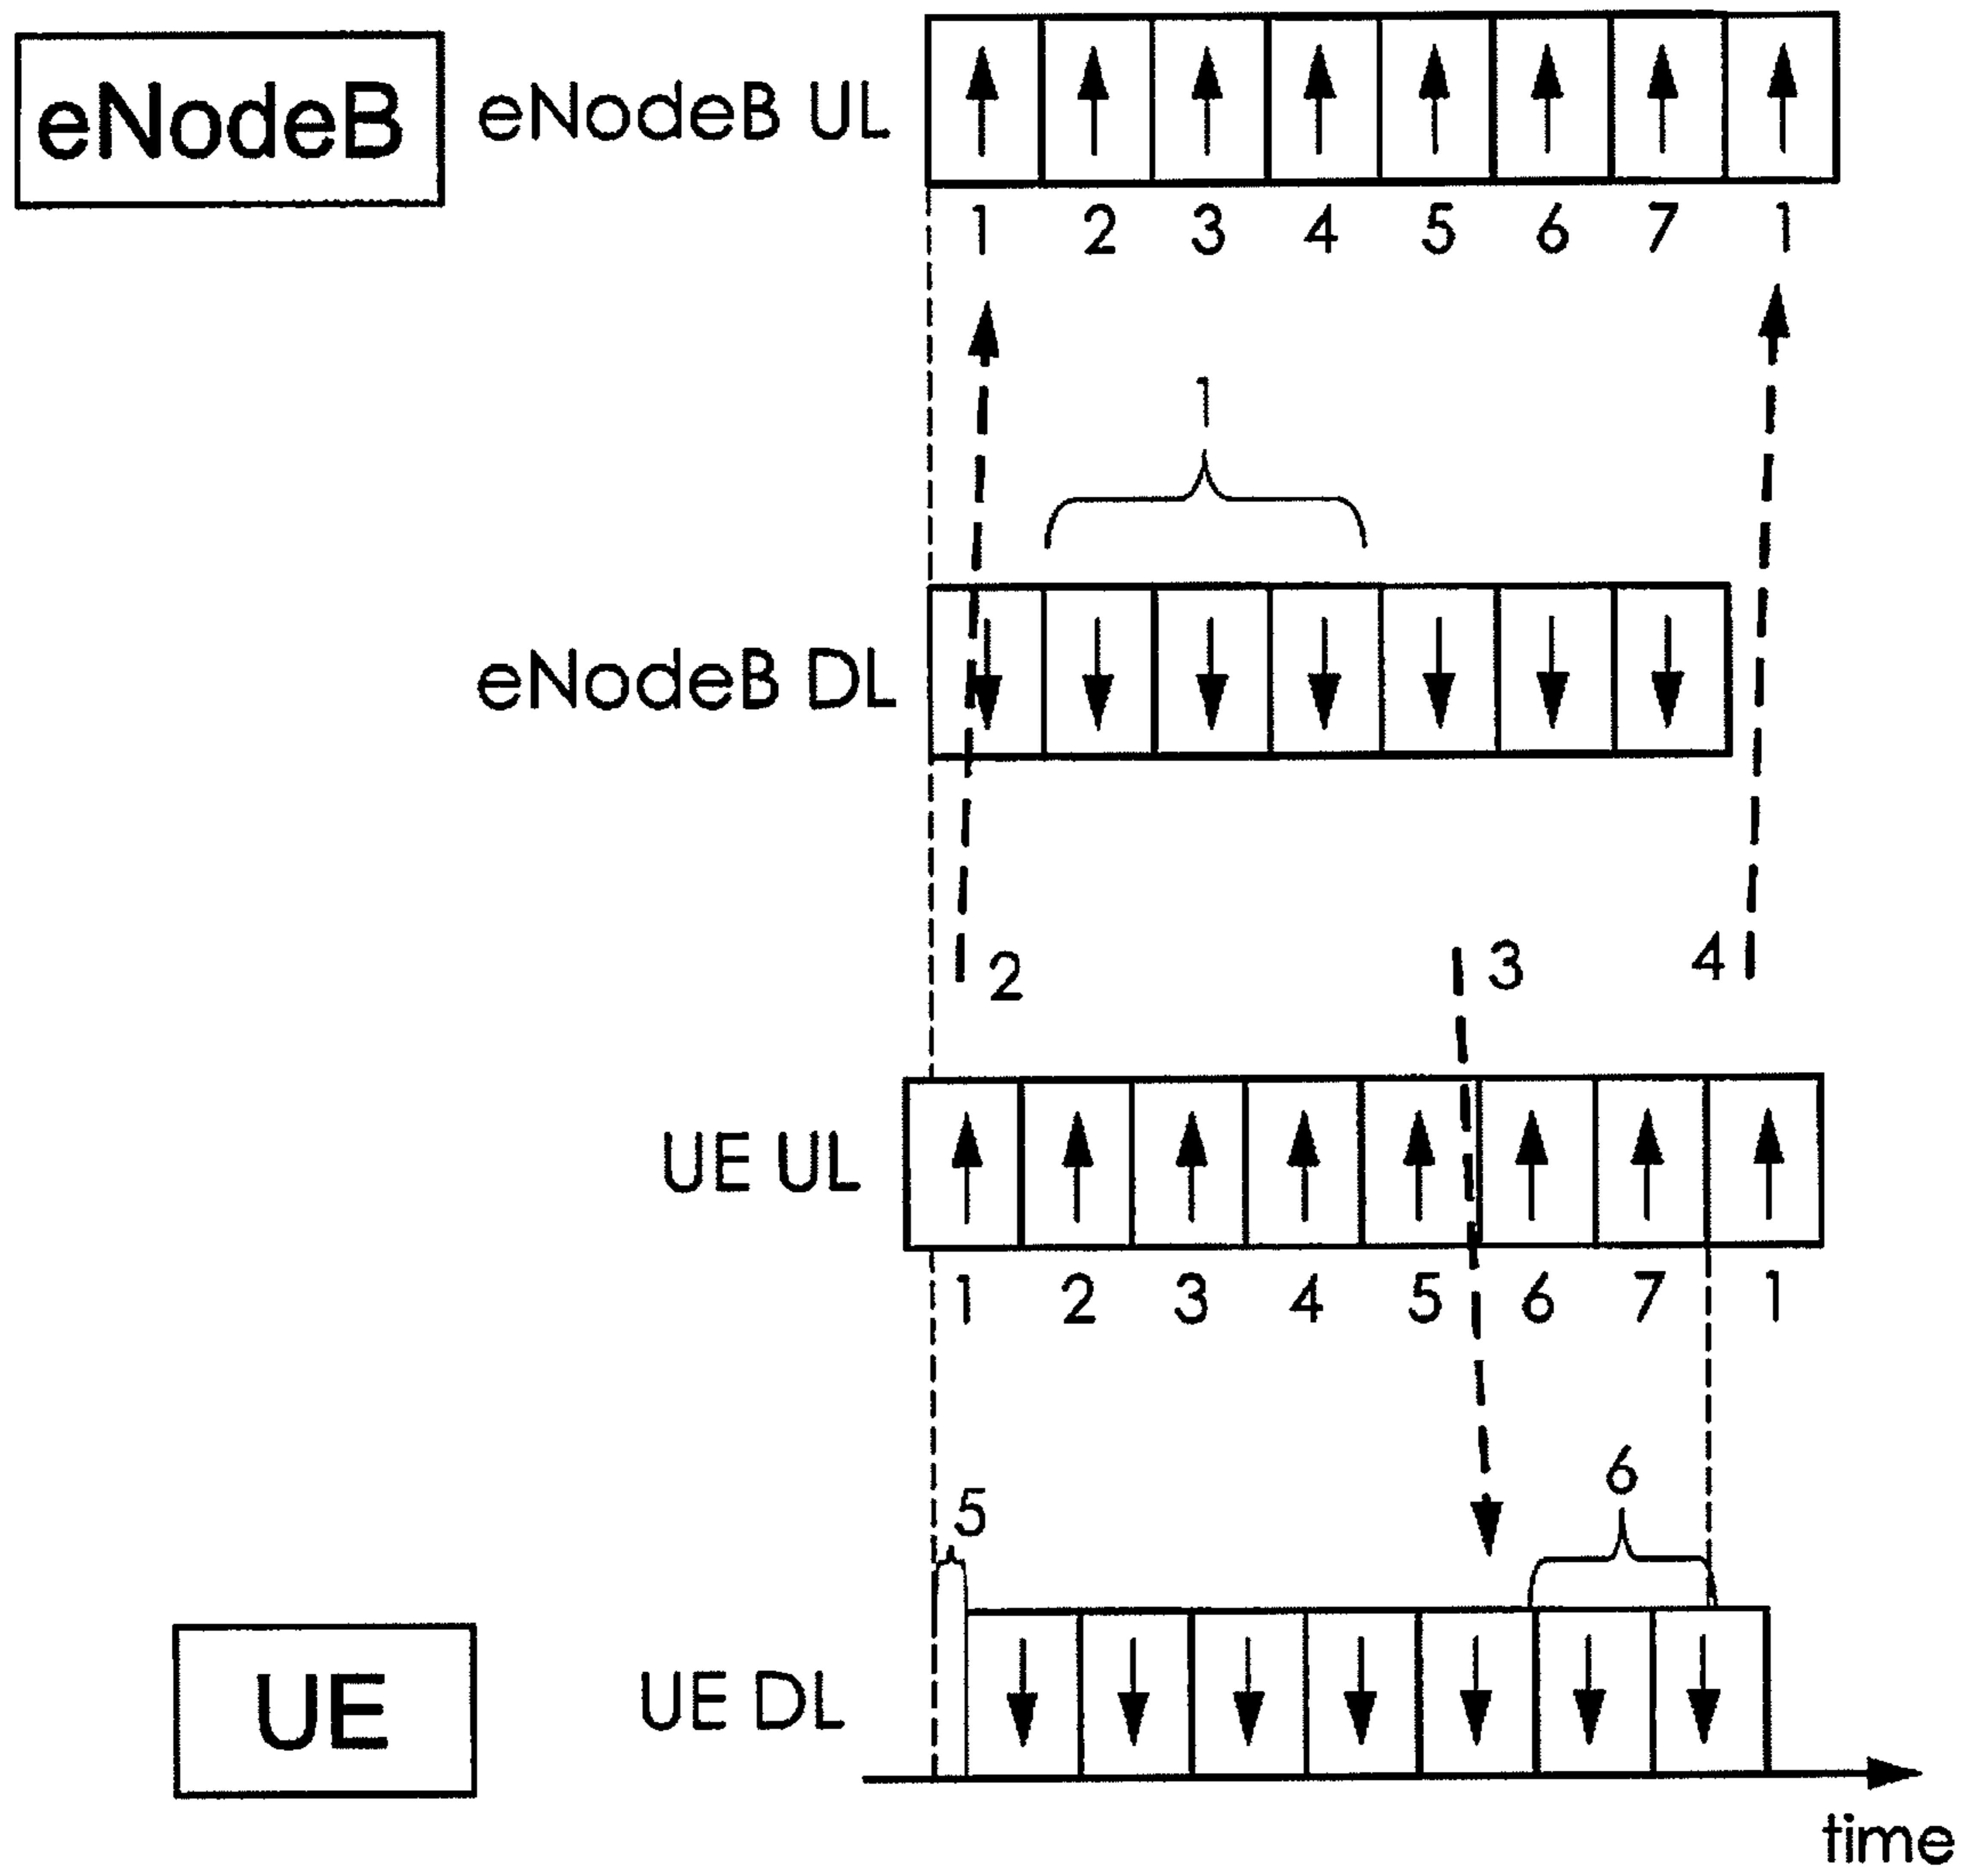 eNodeB
eNodeB UL
1 2 3 4 5 6 7 1
1
eNodeB DL
2
3
4
UE UL
1 2 3 4 5 6 7 1
5
6
UE
UE DL
time